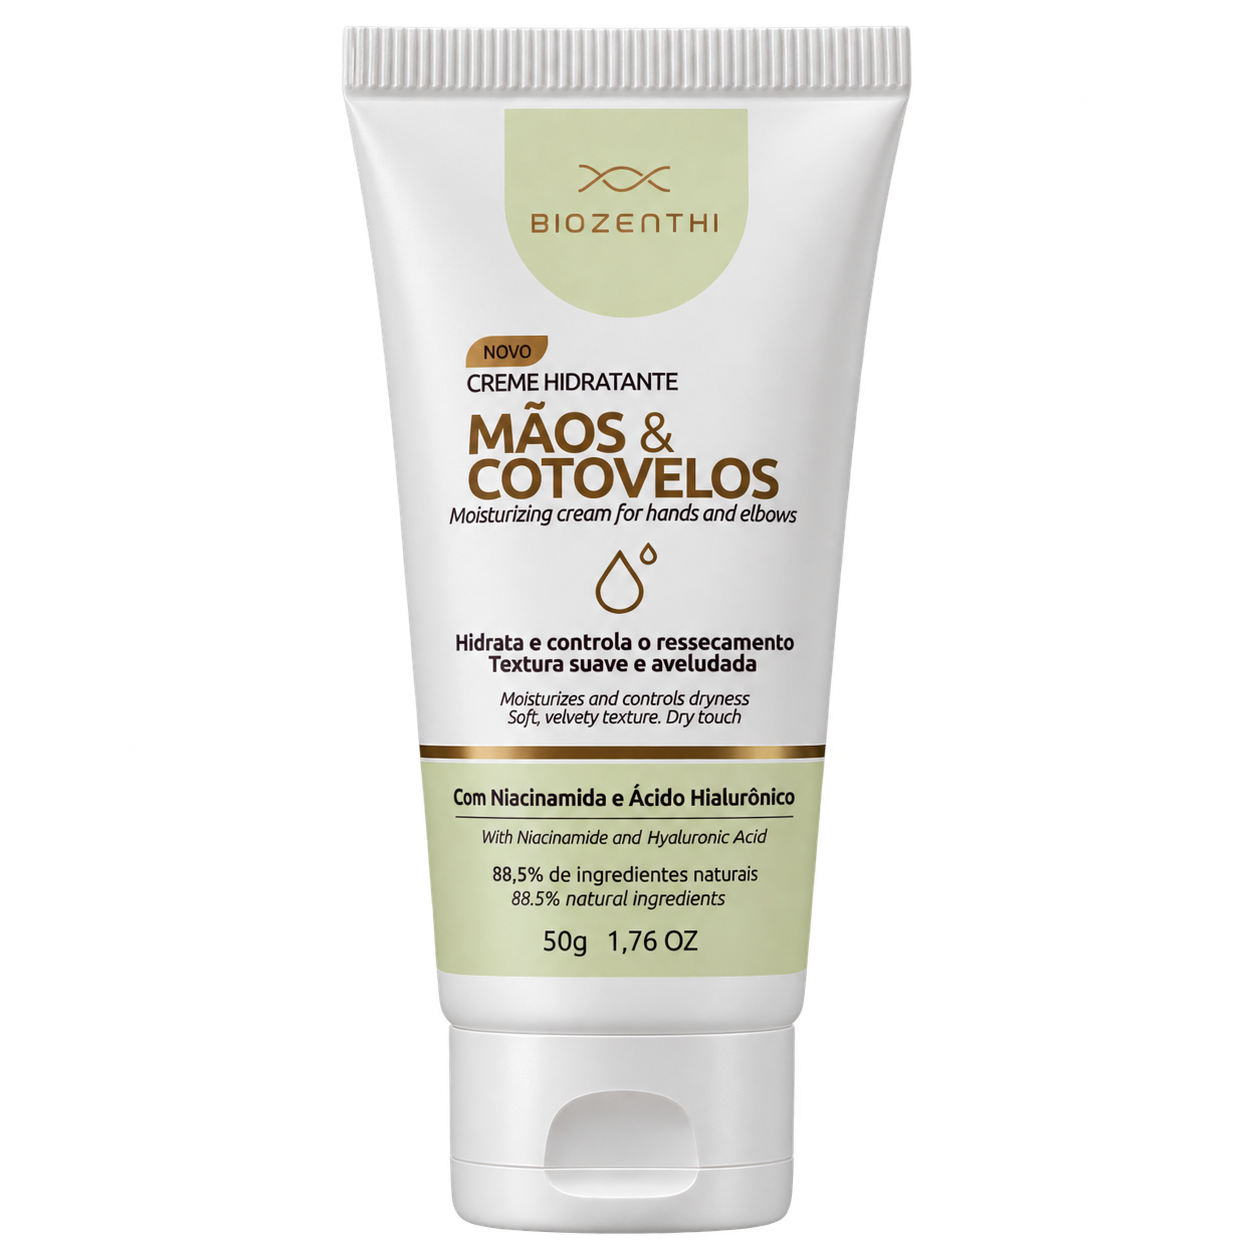 BIOZENTHI
NOVO
CREME HIDRATANTE
MÃOS &
COTOVELOS
Moisturizing cream for hands and elbows
Hidrata e controla o ressecamento
Textura suave e aveludada
Moisturizes and controls dryness
Soft, velvety texture. Dry touch
Com Niacinamida e Ácido Hialurônico
With Niacinamide and Hyaluronic Acid
88,5% de ingredientes naturais
88.5% natural ingredients
50g 1,76 OZ